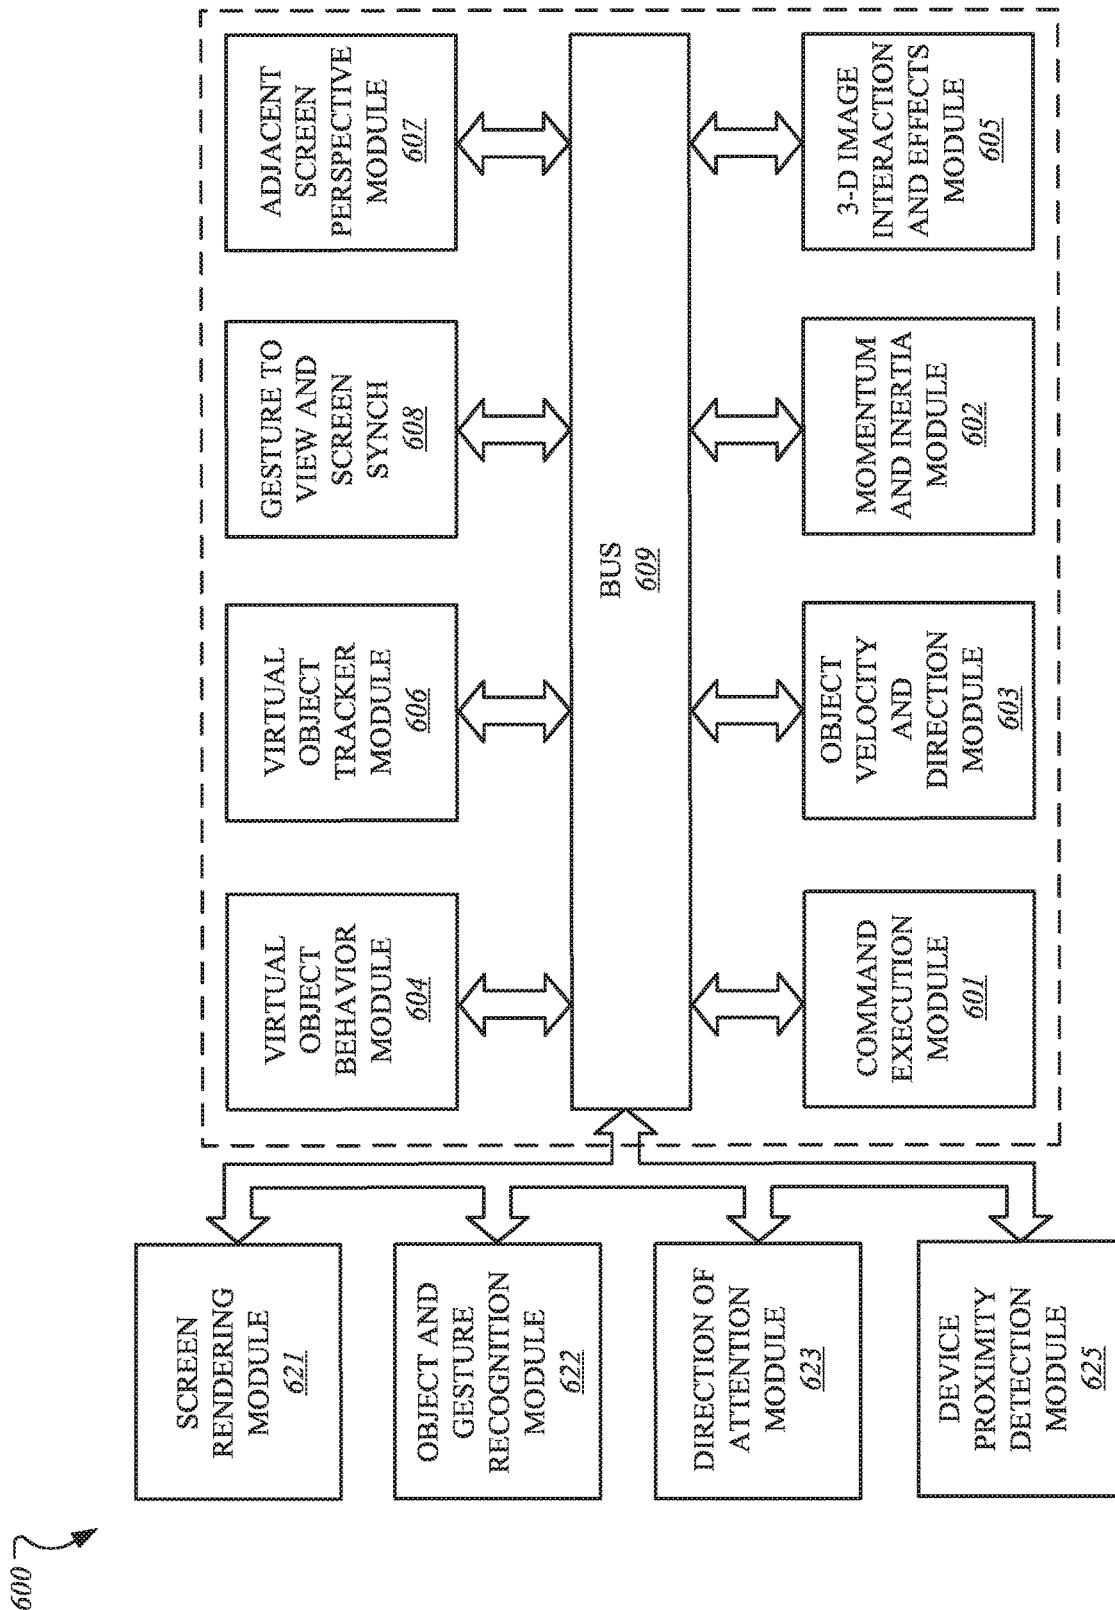 600
SCREEN
RENDERING
MODULE
621
OBJECT AND
GESTURE
RECOGNITION
MODULE
622
DIRECTION OF
ATTENTION
MODULE
623
DEVICE
PROXIMITY
DETECTION
MODULE
625
VIRTUAL
OBJECT
BEHAVIOR
MODULE
604
VIRTUAL
OBJECT
TRACKER
MODULE
606
GESTURE TO
VIEW AND
SCREEN
SYNCH
608
ADJACENT
SCREEN
PERSPECTIVE
MODULE
607
BUS
609
COMMAND
EXECUTION
MODULE
601
OBJECT
VELOCITY
AND
DIRECTION
MODULE
603
MOMENTUM
AND INERTIA
MODULE
602
3-D IMAGE
INTERACTION
AND EFFECTS
MODULE
605